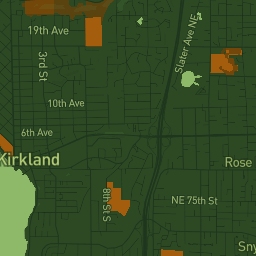 19th Ave
Slater Ave NE
3rd St
10th Ave
6th Ave
Kirkland
Rose
8th St S
NE 75th St
Sny